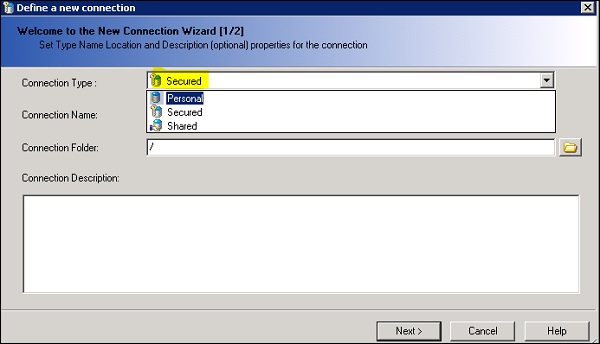 Define a new connection
Welcome to the New Connection Wizard [1/2]
Set Type Name Location and Description (optional) properties for the connection
Connection Type : Secured
Personal
Connection Name: Secured
Shared
Connection Folder: /
Connection Description:
Next > Cancel Help